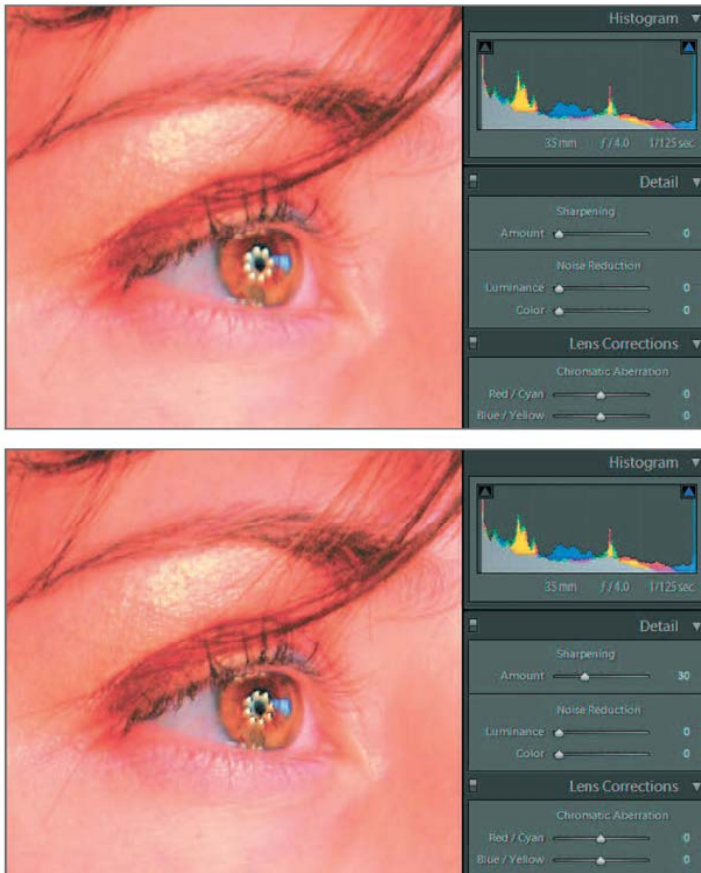 Histogram
35 mm f / 4.0 1/125 sec
Detail
Sharpening
Amount 0
Noise Reduction
Luminance 0
Color 0
Lens Corrections
Chromatic Aberration
Red / Cyan 0
Blue / Yellow 0
Histogram
35 mm f / 4.0 1/125 sec
Detail
Sharpening
Amount 30
Noise Reduction
Luminance 0
Color 0
Lens Corrections
Chromatic Aberration
Red / Cyan 0
Blue / Yellow 0